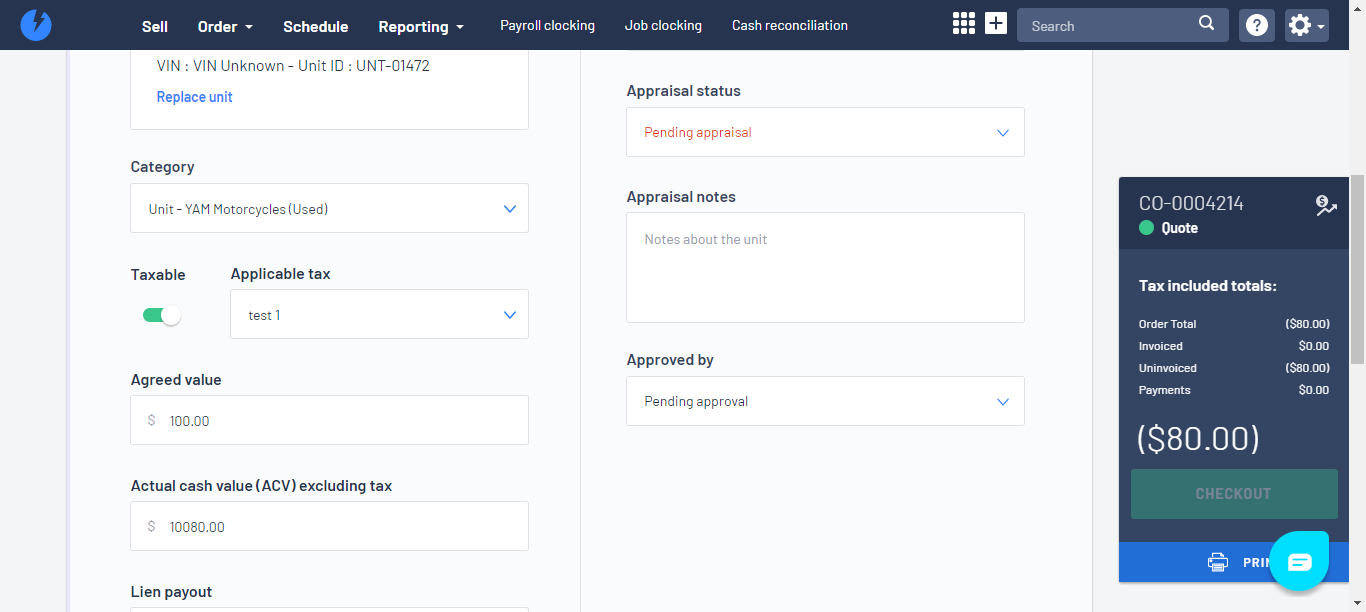 Sell
Order
Schedule
Reporting
Payroll clocking
Job clocking
Cash reconciliation
Search
VIN : VIN Unknown - Unit ID : UNT-01472
Replace unit
Category
Unit - YAM Motorcycles (Used)
Taxable
Applicable tax
test 1
Agreed value
$ 100.00
Actual cash value (ACV) excluding tax
$ 10080.00
Lien payout
Appraisal status
Pending appraisal
Appraisal notes
Notes about the unit
Approved by
Pending approval
CO-0004214
Quote
Tax included totals:
Order Total ($80.00)
Invoiced $0.00
Uninvoiced ($80.00)
Payments $0.00
($80.00)
CHECKOUT